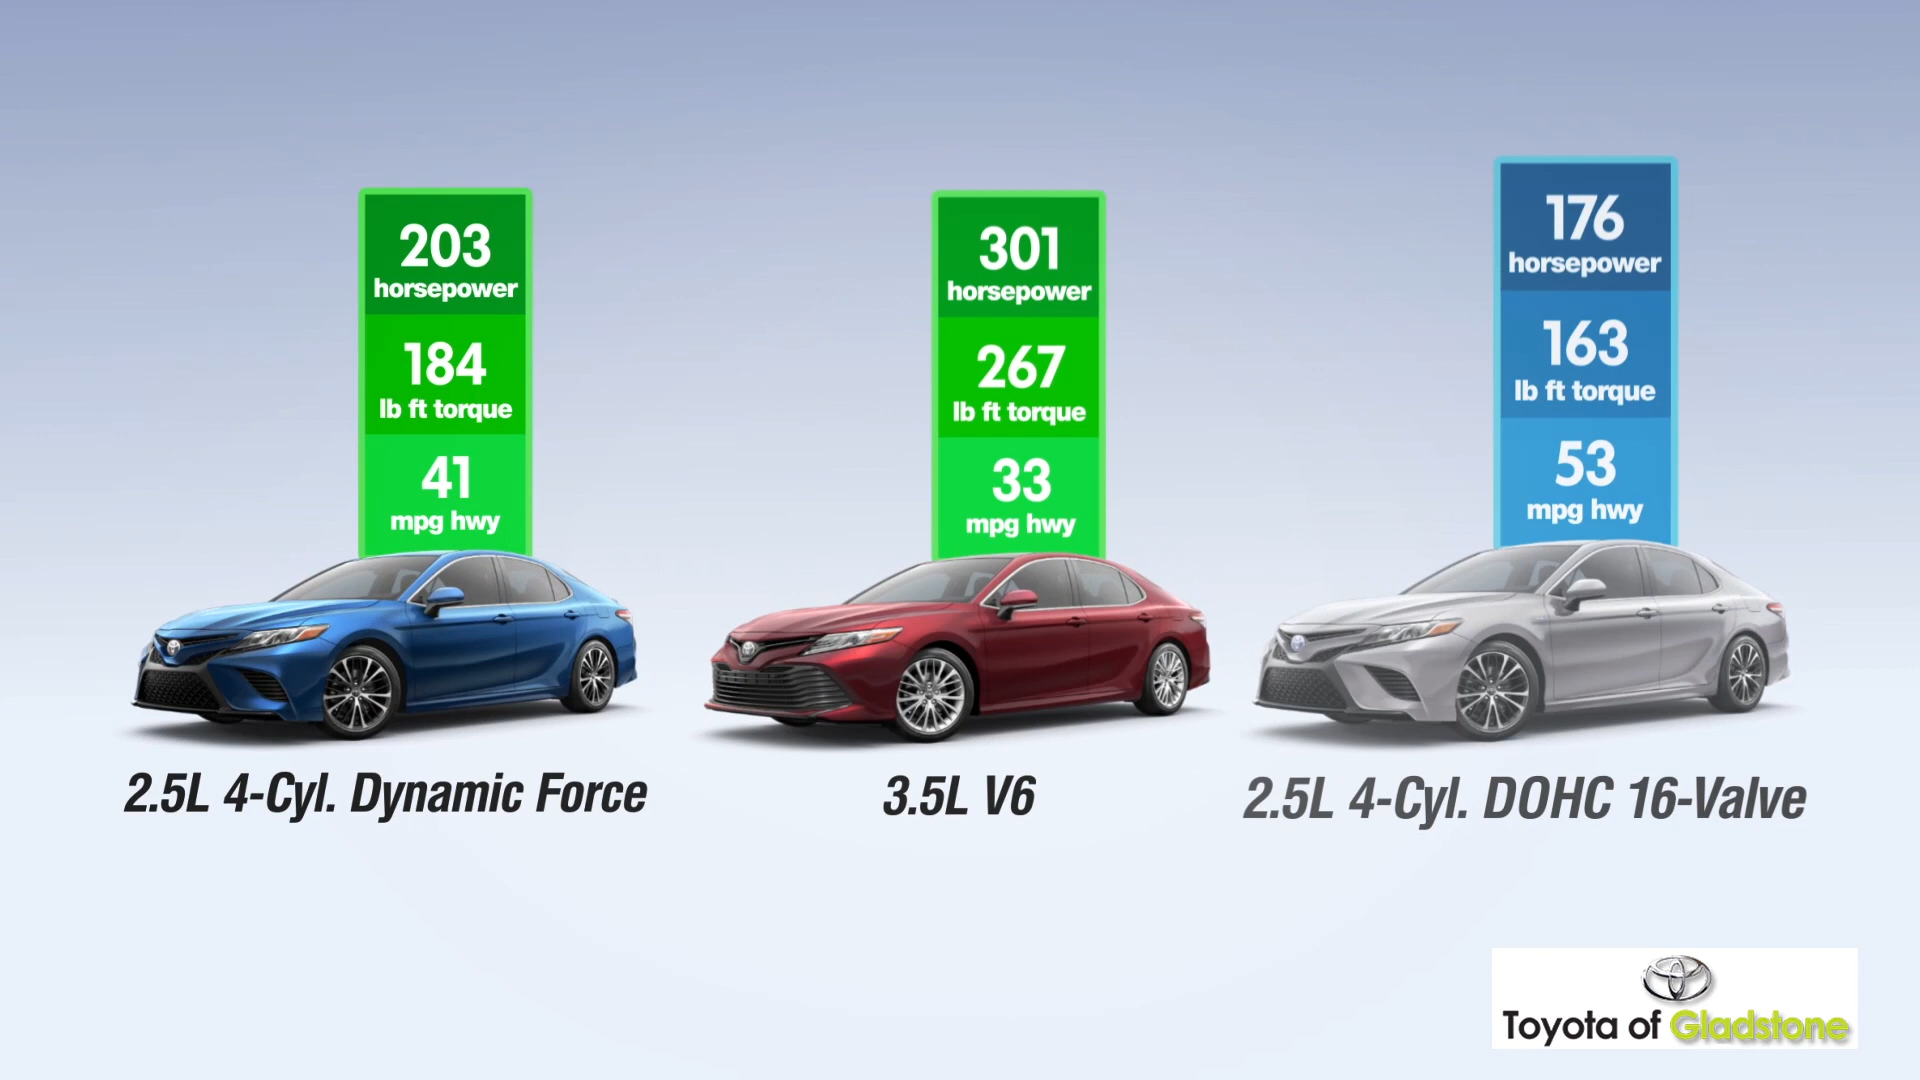 203
horsepower
184
lb ft torque
41
mpg hwy
2.5L 4-Cyl. Dynamic Force
301
horsepower
267
lb ft torque
33
mpg hwy
3.5L V6
176
horsepower
163
lb ft torque
53
mpg hwy
2.5L 4-Cyl. DOHC 16-Valve
Toyota of Gladstone